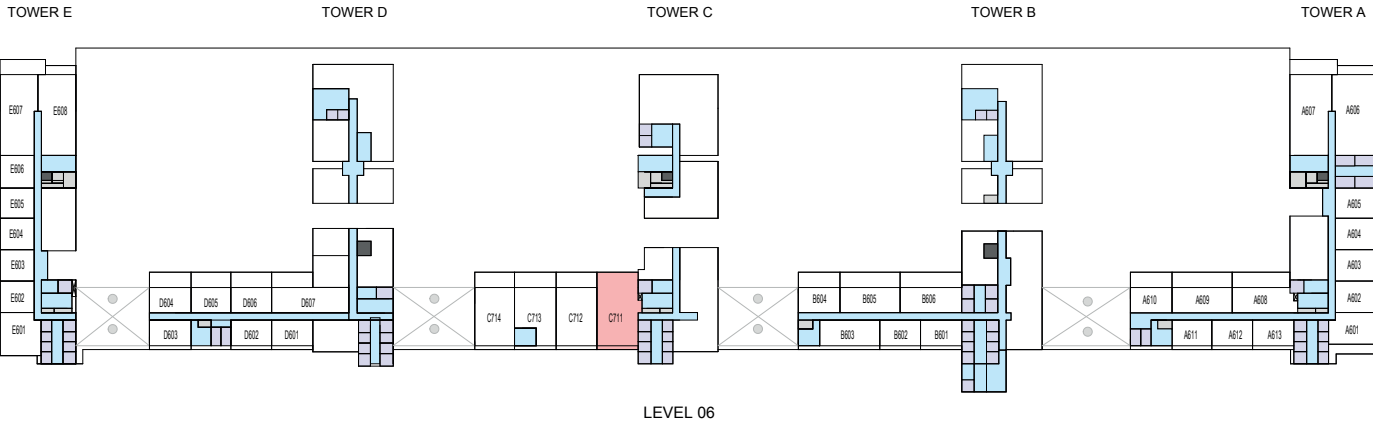 TOWER E
TOWER D
TOWER C
TOWER B
TOWER A
E607
E608
A607
A606
E606
E605
A605
E604
A604
E603
A603
E602
A602
D604
D605
D606
D607
B604
B605
B606
A610
A609
A608
C714
C713
C712
C711
E601
A601
D603
D602
D601
B603
B602
B601
A611
A612
A613
LEVEL 06